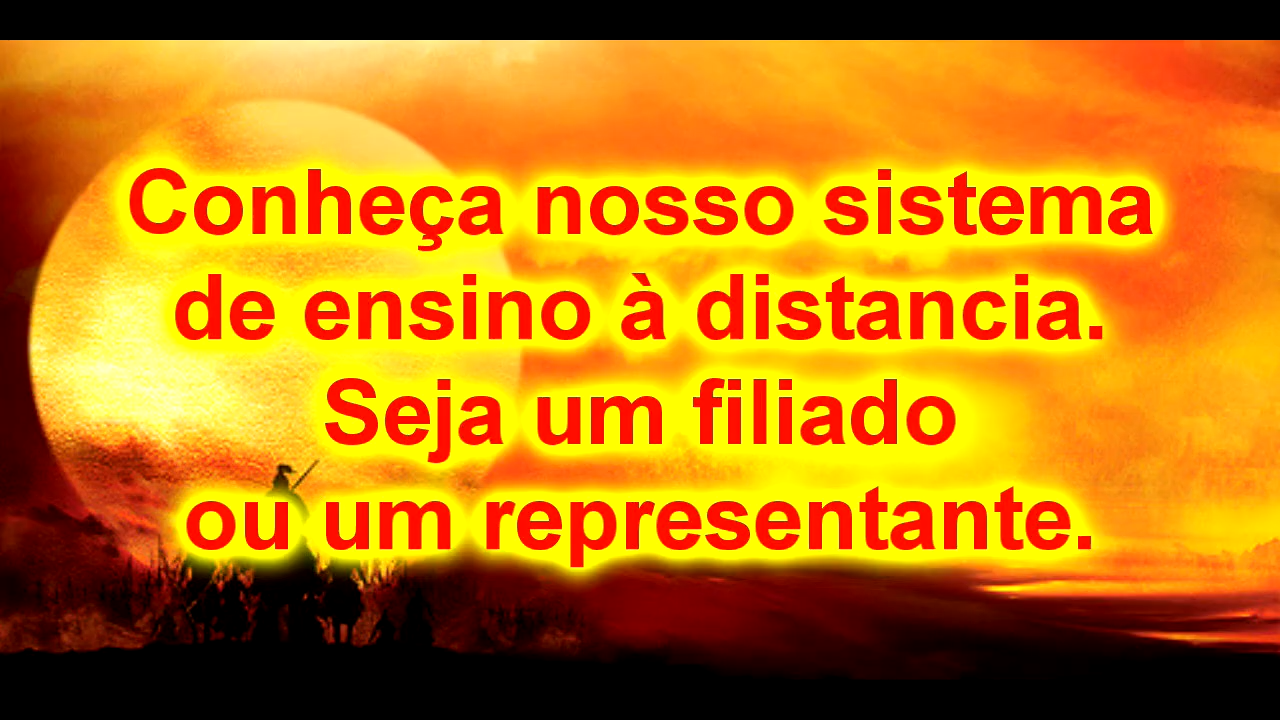 Conheça nosso sistema
de ensino à distancia.
Seja um filiado
ou um representante.